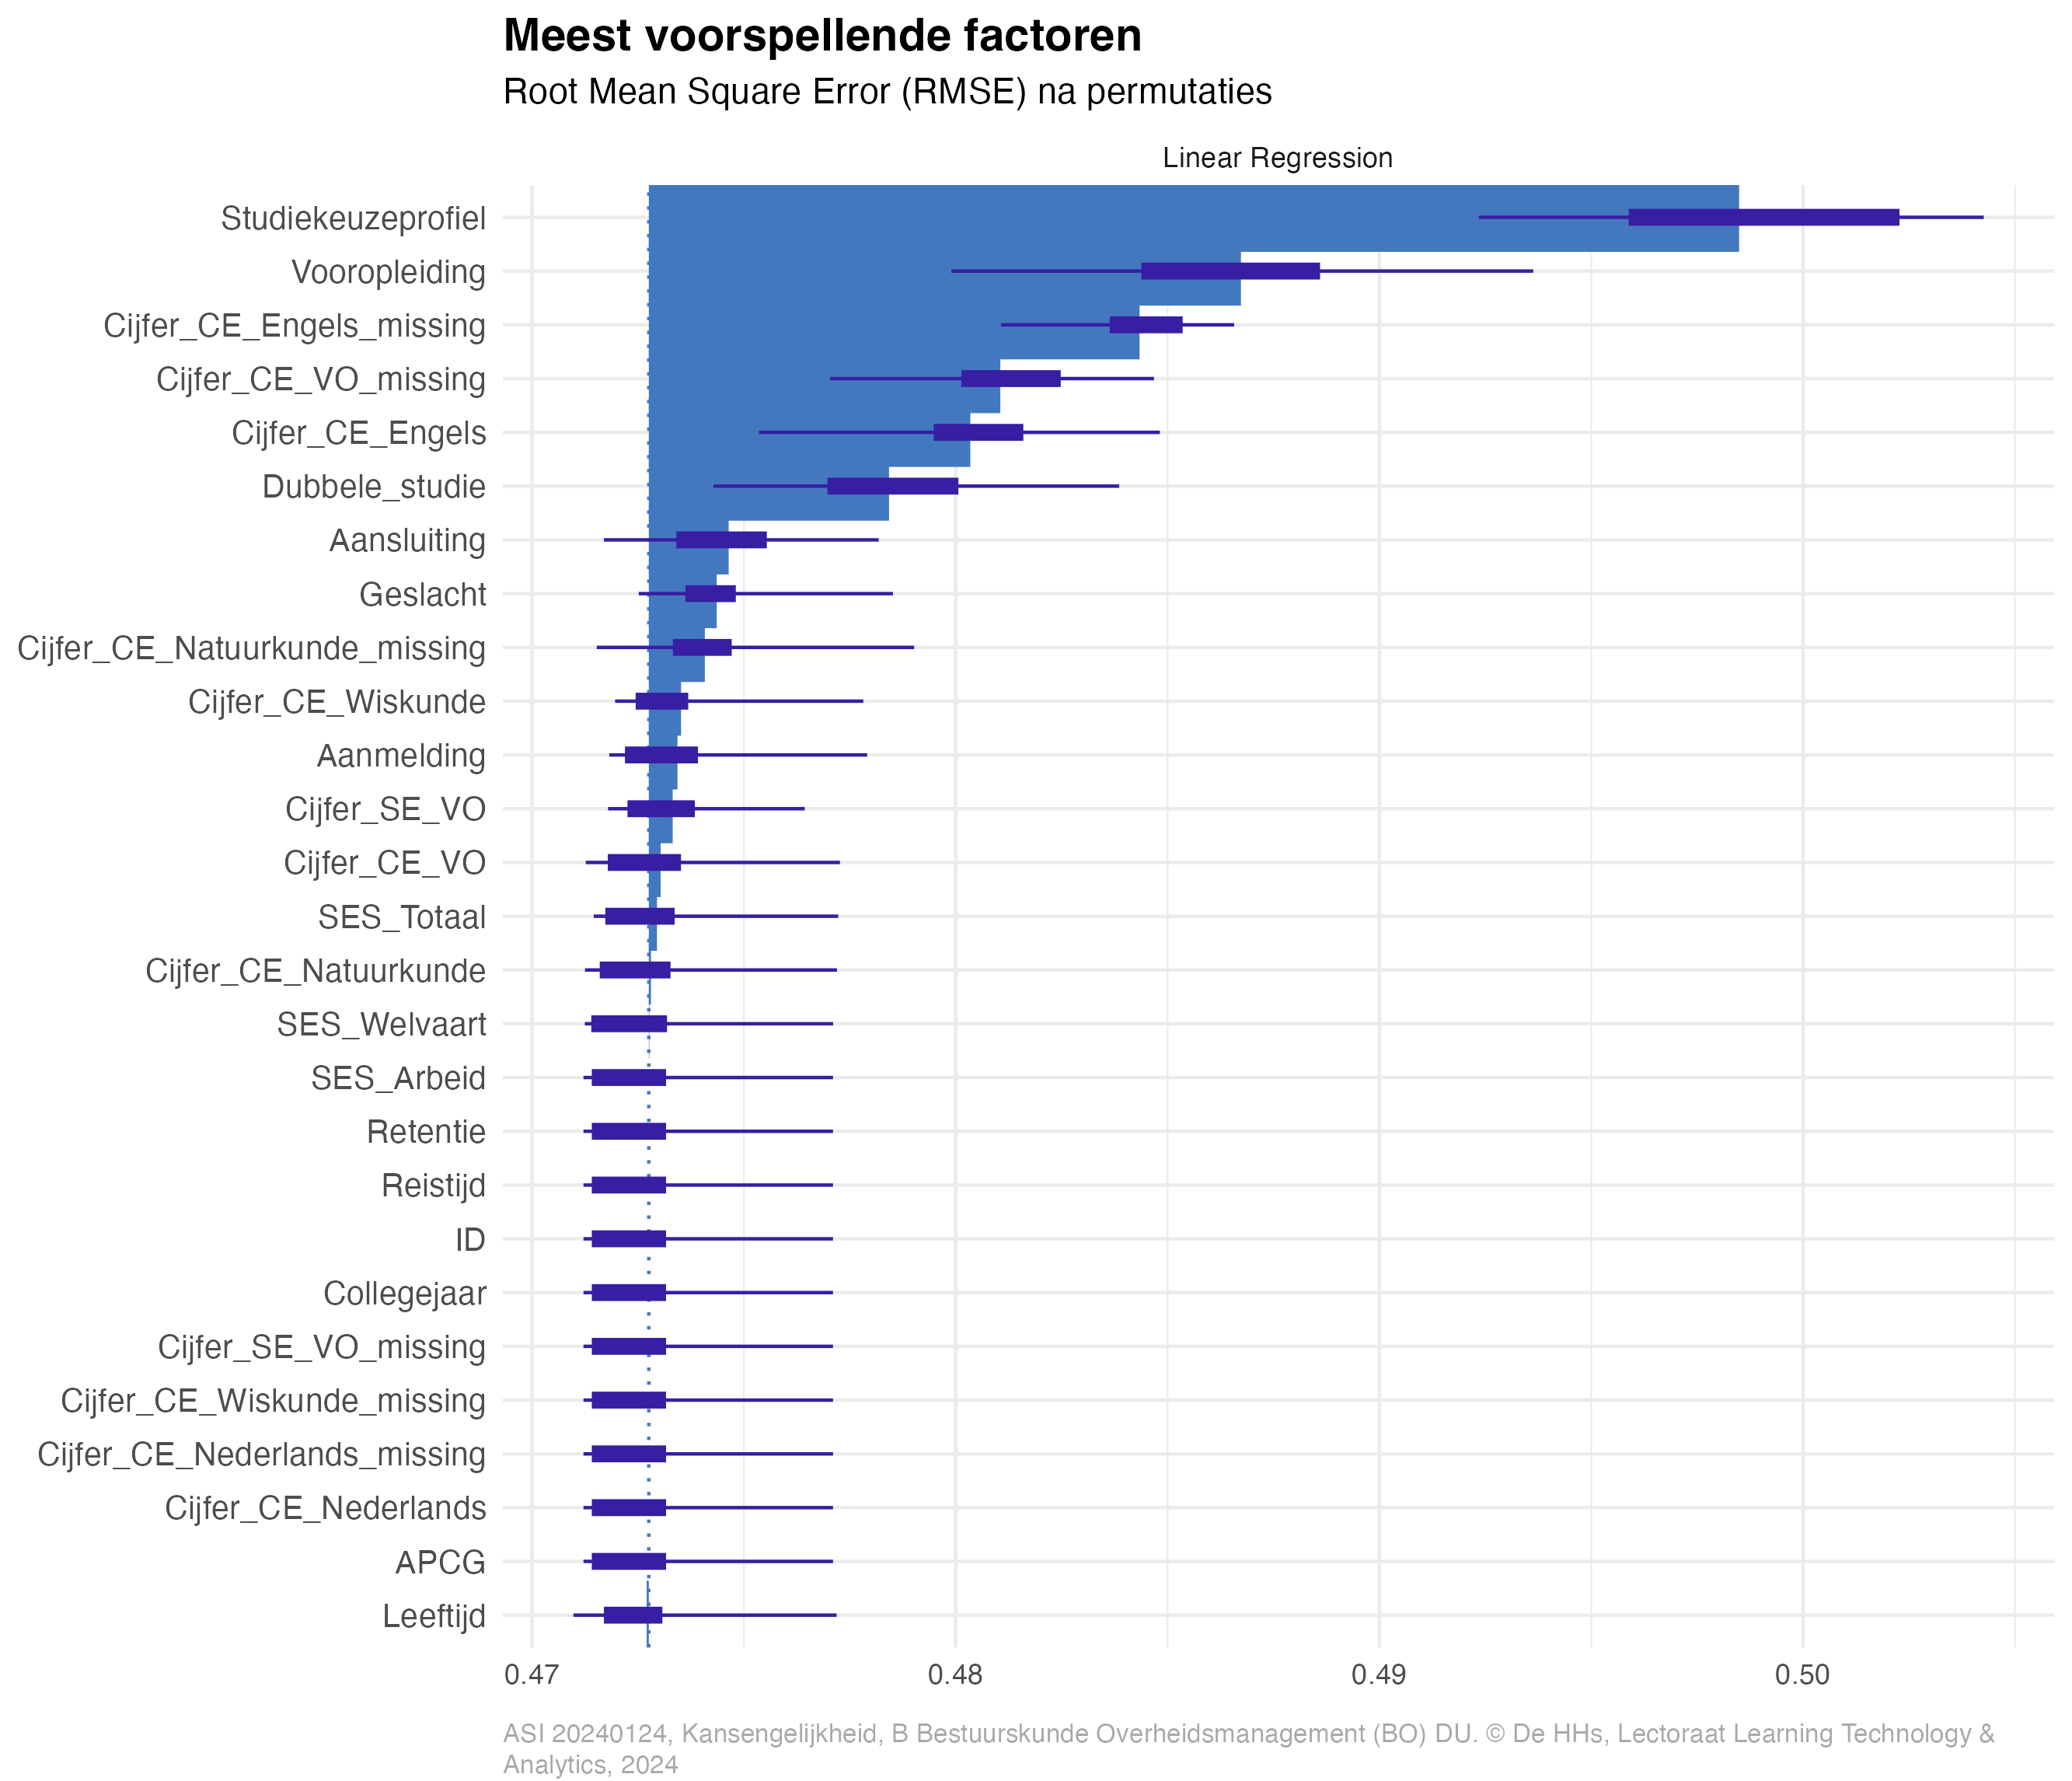 Meest voorspellende factoren
Root Mean Square Error (RMSE) na permutaties
Linear Regression
Studiekeuzeprofiel
Vooropleiding
Cijfer_CE_Engels_missing
Cijfer_CE_VO_missing
Cijfer_CE_Engels
Dubbele_studie
Aansluiting
Geslacht
Cijfer_CE_Natuurkunde_missing
Cijfer_CE_Wiskunde
Aanmelding
Cijfer_SE_VO
Cijfer_CE_VO
SES_Totaal
Cijfer_CE_Natuurkunde
SES_Welvaart
SES_Arbeid
Retentie
Reistijd
ID
Collegejaar
Cijfer_SE_VO_missing
Cijfer_CE_Wiskunde_missing
Cijfer_CE_Nederlands_missing
Cijfer_CE_Nederlands
APCG
Leeftijd
0.47 0.48 0.49 0.50
ASI 20240124, Kansengelijkheid, B Bestuurskunde Overheidsmanagement (BO) DU. © De HHs, Lectoraat Learning Technology &
Analytics, 2024